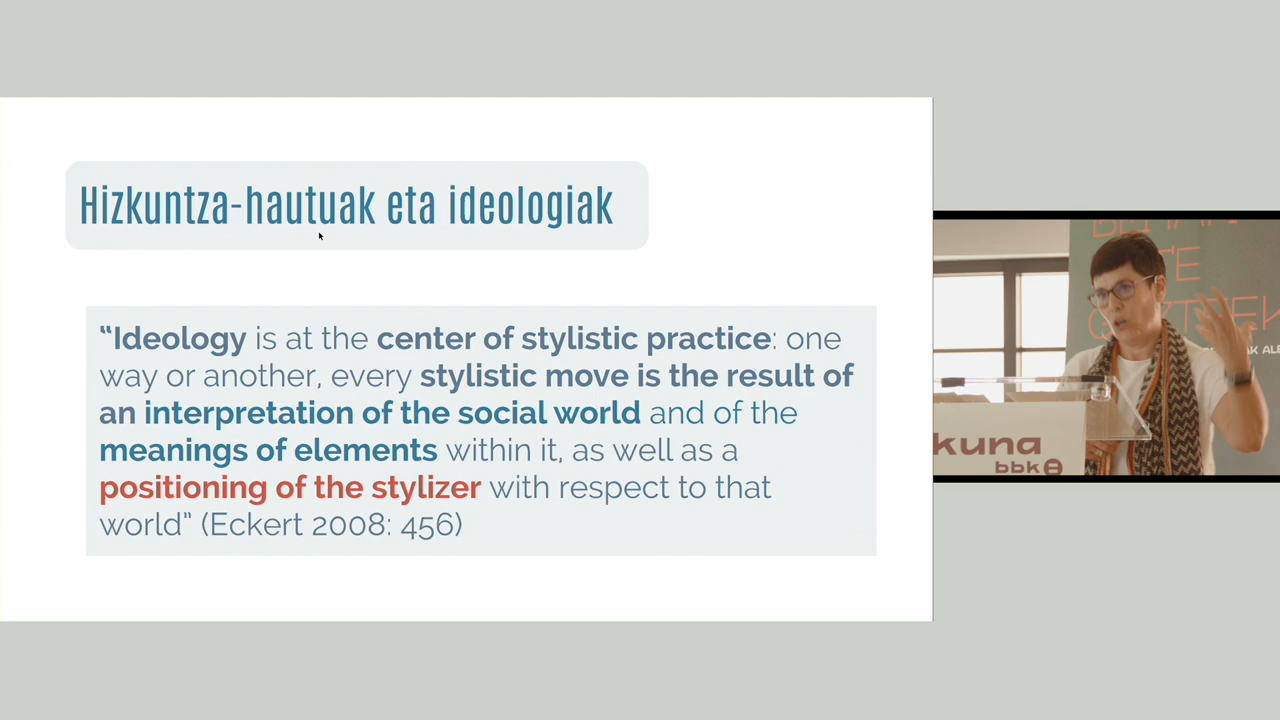 Hizkuntza-hautuak eta ideologiak
“Ideology is at the center of stylistic practice: one
way or another, every stylistic move is the result of
an interpretation of the social world and of the
meanings of elements within it, as well as a
positioning of the stylizer with respect to that
world” (Eckert 2008: 456)
kuna
bbk